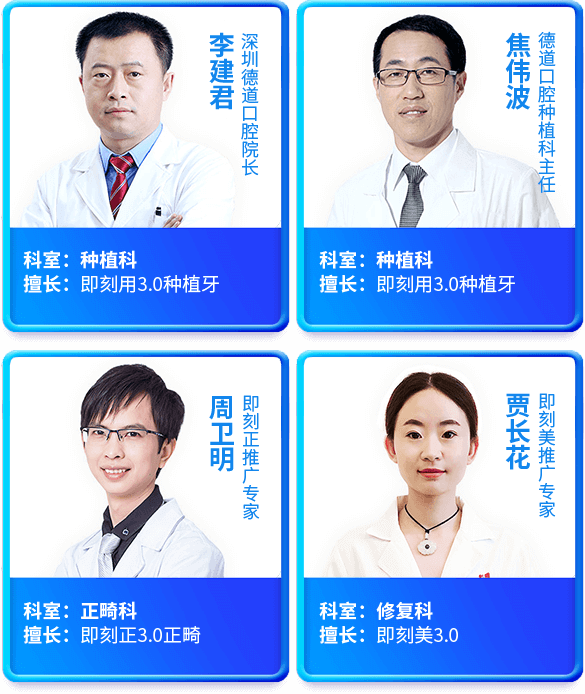 李建君
深圳德道口腔院长
科室：种植科
擅长：即刻用3.0种植牙
焦伟波
德道口腔种植科主任
科室：种植科
擅长：即刻用3.0种植牙
周卫明
即刻正推广专家
科室：正畸科
擅长：即刻正3.0正畸
贾长花
即刻美推广专家
科室：修复科
擅长：即刻美3.0